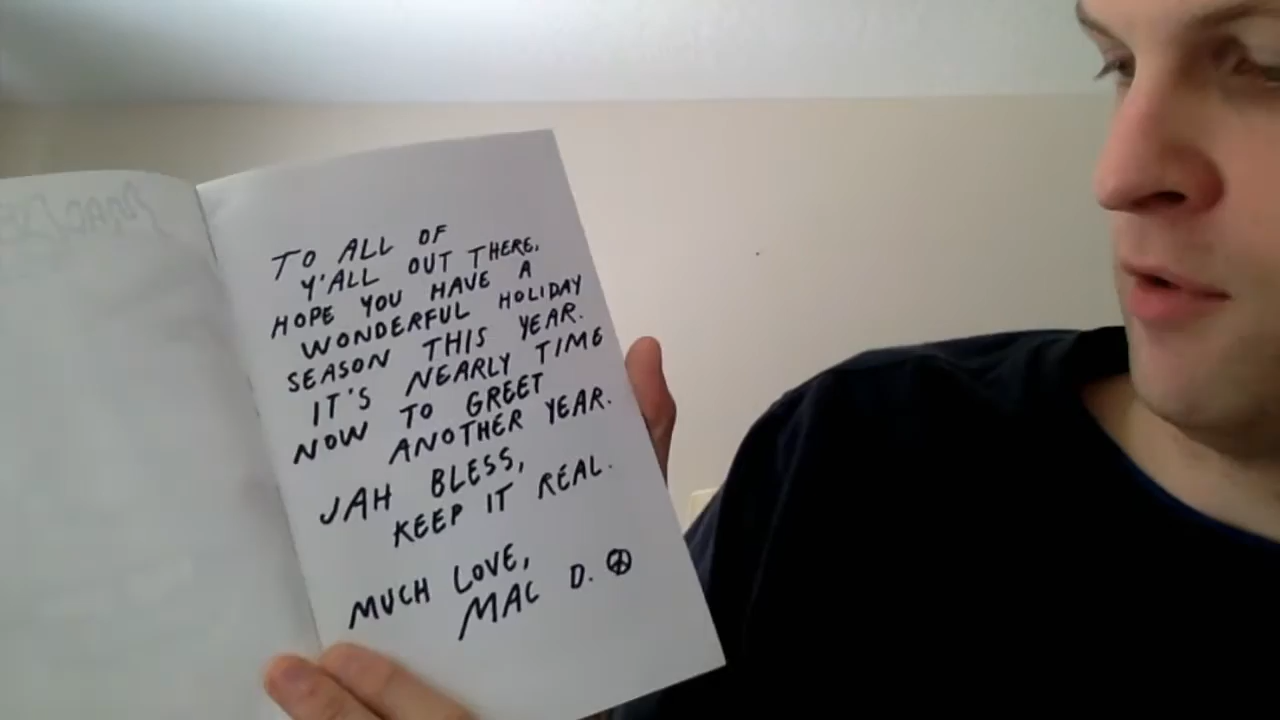 TO ALL OF
Y'ALL OUT THERE,
HOPE YOU HAVE A
WONDERFUL HOLIDAY
SEASON THIS YEAR.
IT'S NEARLY TIME
NOW TO GREET
ANOTHER YEAR.
JAH BLESS,
KEEP IT REAL.
MUCH LOVE,
MAC D.